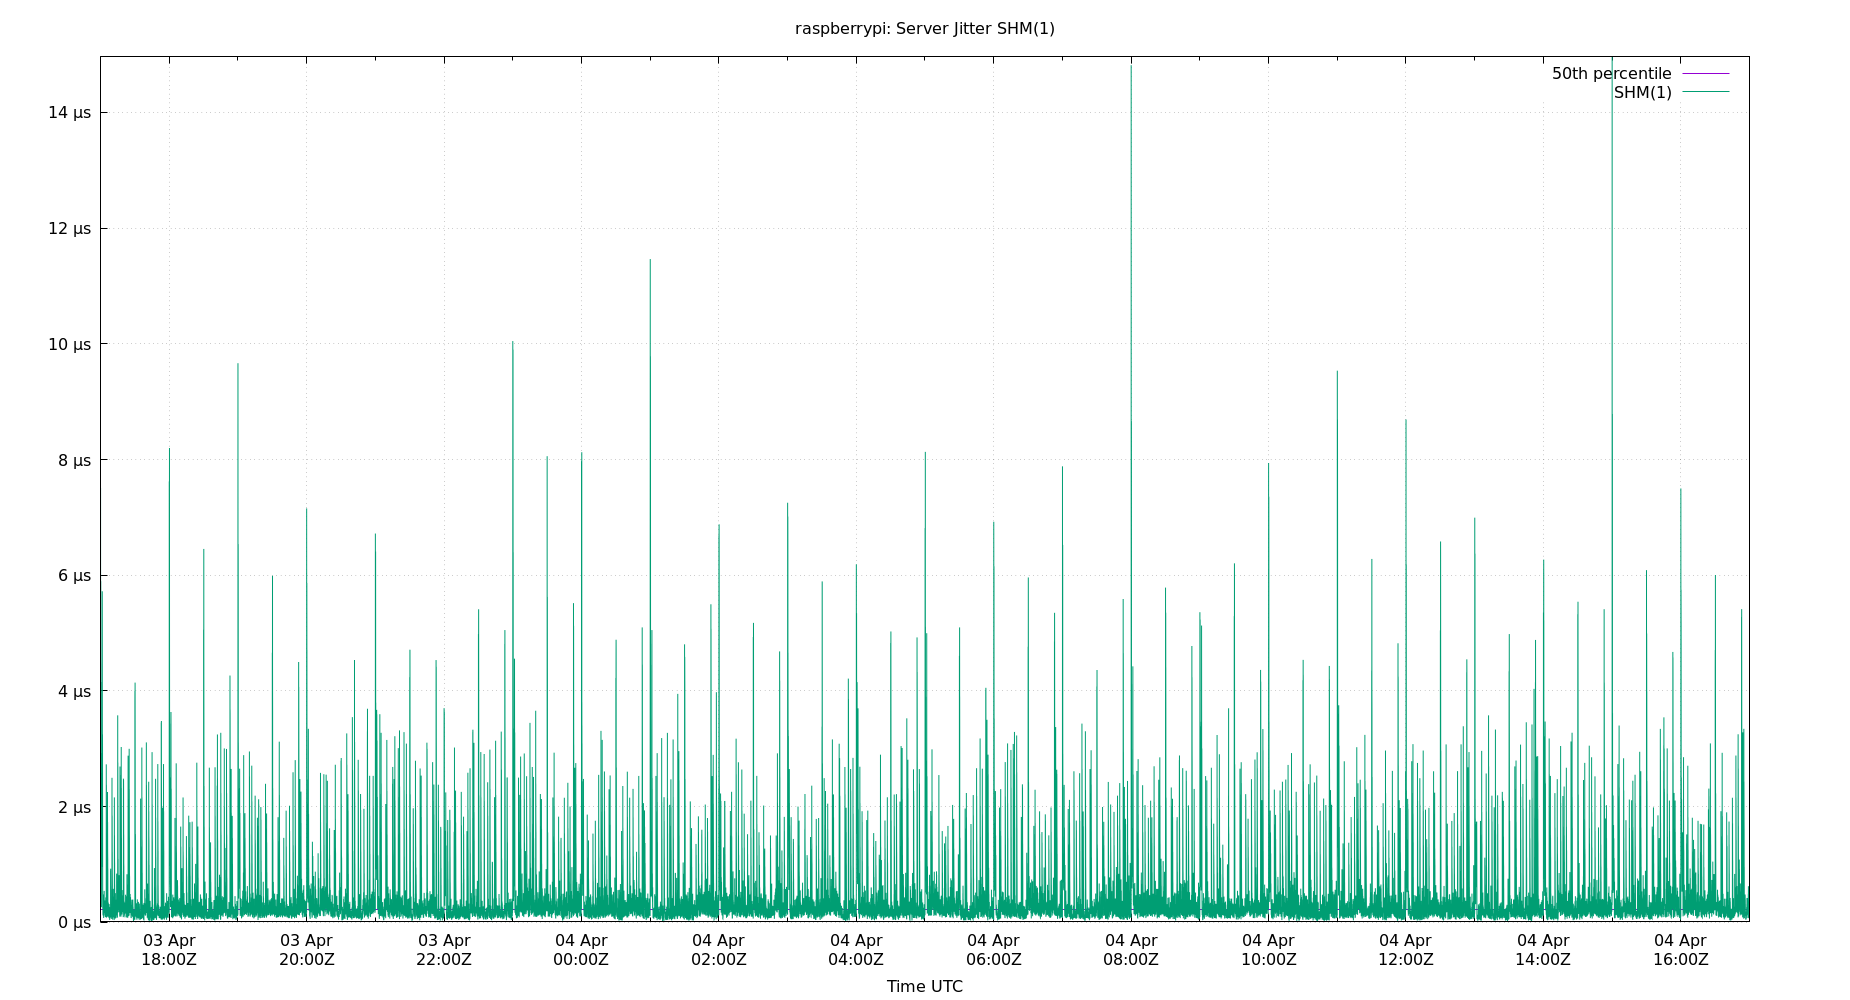 raspberrypi: Server Jitter SHM(1)
50th percentile
SHM(1)
14 µs
12 µs
10 µs
8 µs
6 µs
4 µs
2 µs
0 µs
03 Apr 03 Apr 03 Apr 04 Apr 04 Apr 04 Apr 04 Apr 04 Apr 04 Apr 04 Apr 04 Apr 04 Apr
18:00Z 20:00Z 22:00Z 00:00Z 02:00Z 04:00Z 06:00Z 08:00Z 10:00Z 12:00Z 14:00Z 16:00Z
Time UTC